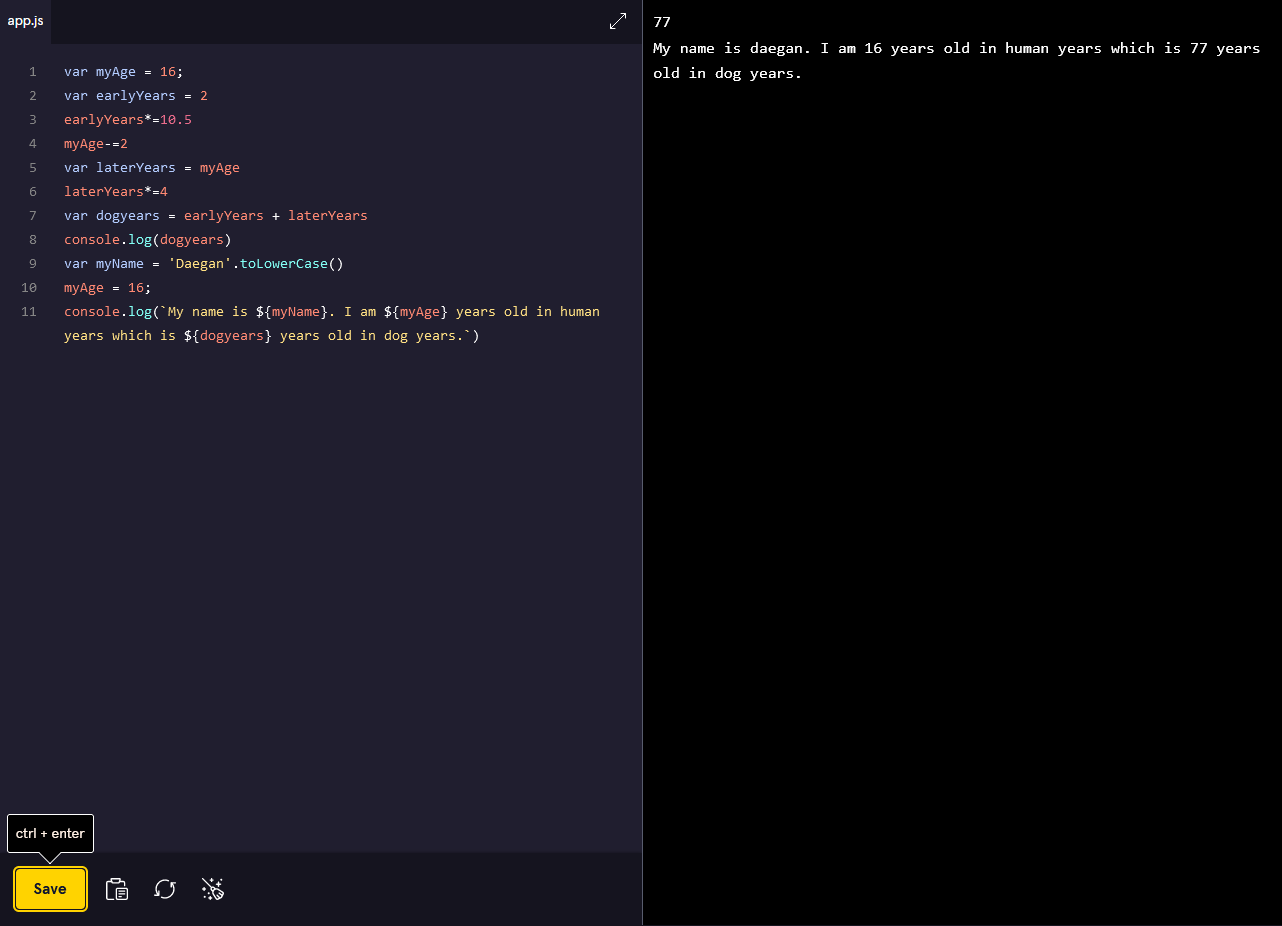 app.js
1 var myAge = 16;
2 var earlyYears = 2
3 earlyYears*=10.5
4 myAge-=2
5 var laterYears = myAge
6 laterYears*=4
7 var dogyears = earlyYears + laterYears
8 console.log(dogyears)
9 var myName = 'Daegan'.toLowerCase()
10 myAge = 16;
11 console.log(`My name is ${myName}. I am ${myAge} years old in human
years which is ${dogyears} years old in dog years.`)
ctrl + enter
Save
77
My name is daegan. I am 16 years old in human years which is 77 years
old in dog years.